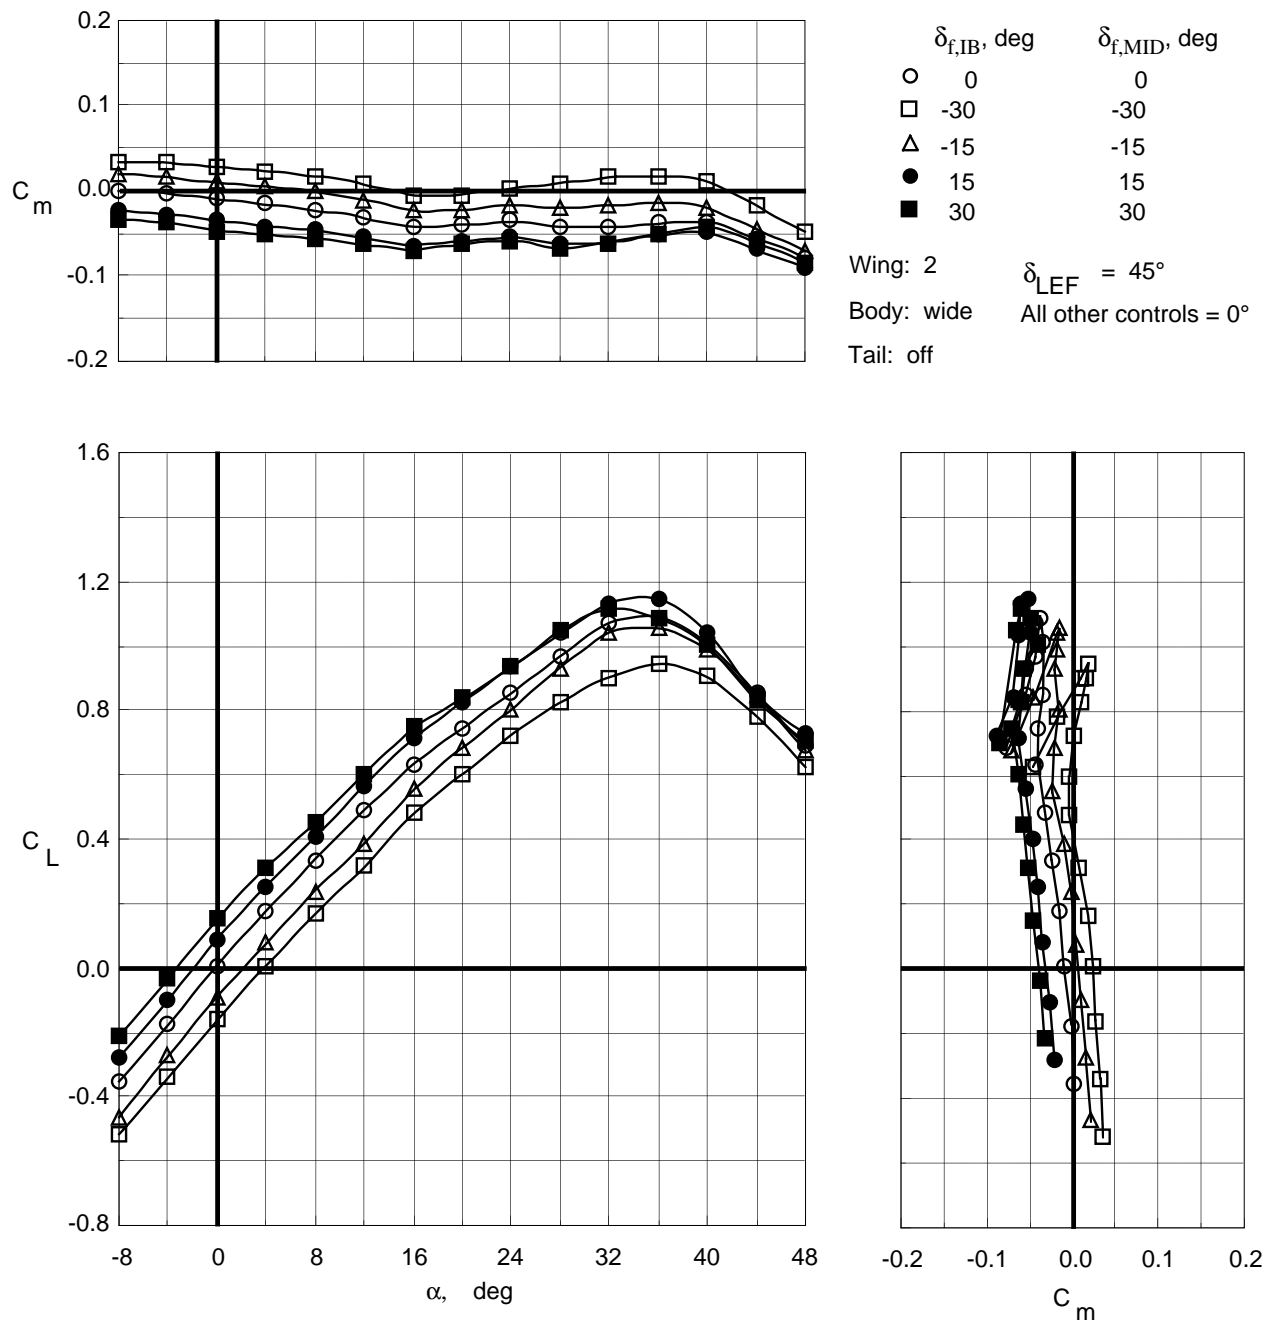 0.2
0.1
0.0
-0.1
-0.2
C m
δf,IB, deg δf,MID, deg
0 0
-30 -30
-15 -15
15 15
30 30
Wing: 2 δLEF = 45°
Body: wide All other controls = 0°
Tail: off
1.6
1.2
0.8
0.4
0.0
-0.4
-0.8
C L
-8 0 8 16 24 32 40 48
α, deg
-0.2 -0.1 0.0 0.1 0.2
C m